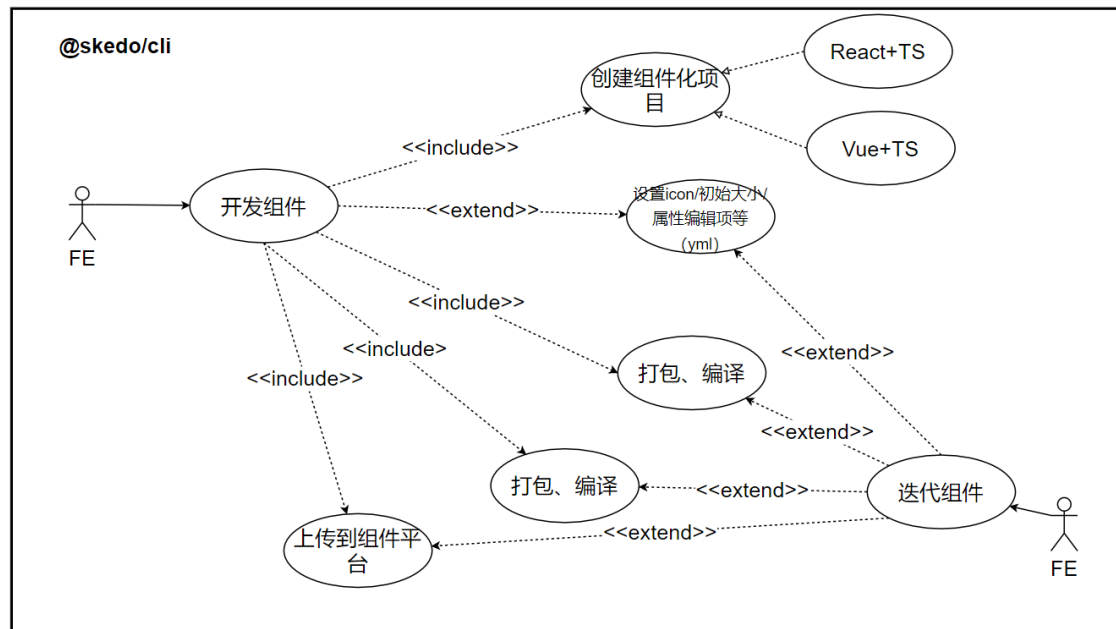 @skedo/cli
React+TS
创建组件化项
目
<<include>>
Vue+TS
设置icon/初始大小/
属性编辑项等
（yml）
开发组件
<<extend>>
FE
<<include>>
<<include>
<<extend>>
<<include>>
打包、编译
<<extend>>
打包、编译
<<extend>>
迭代组件
上传到组件平
台
<<extend>>
FE